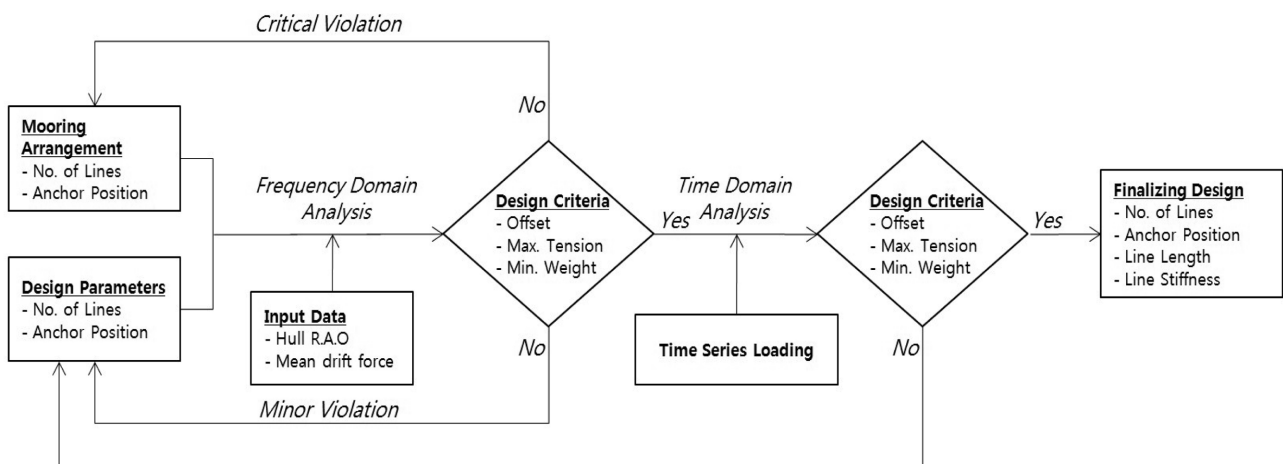 Critical Violation
No
Mooring
Arrangement
- No. of Lines
- Anchor Position
Frequency Domain
Analysis
Design Criteria
- Offset
- Max. Tension
- Min. Weight
Yes
Time Domain
Analysis
Design Criteria
- Offset
- Max. Tension
- Min. Weight
Yes
Finalizing Design
- No. of Lines
- Anchor Position
- Line Length
- Line Stiffness
Design Parameters
- No. of Lines
- Anchor Position
Input Data
- Hull R.A.O
- Mean drift force
No
Time Series Loading
No
Minor Violation